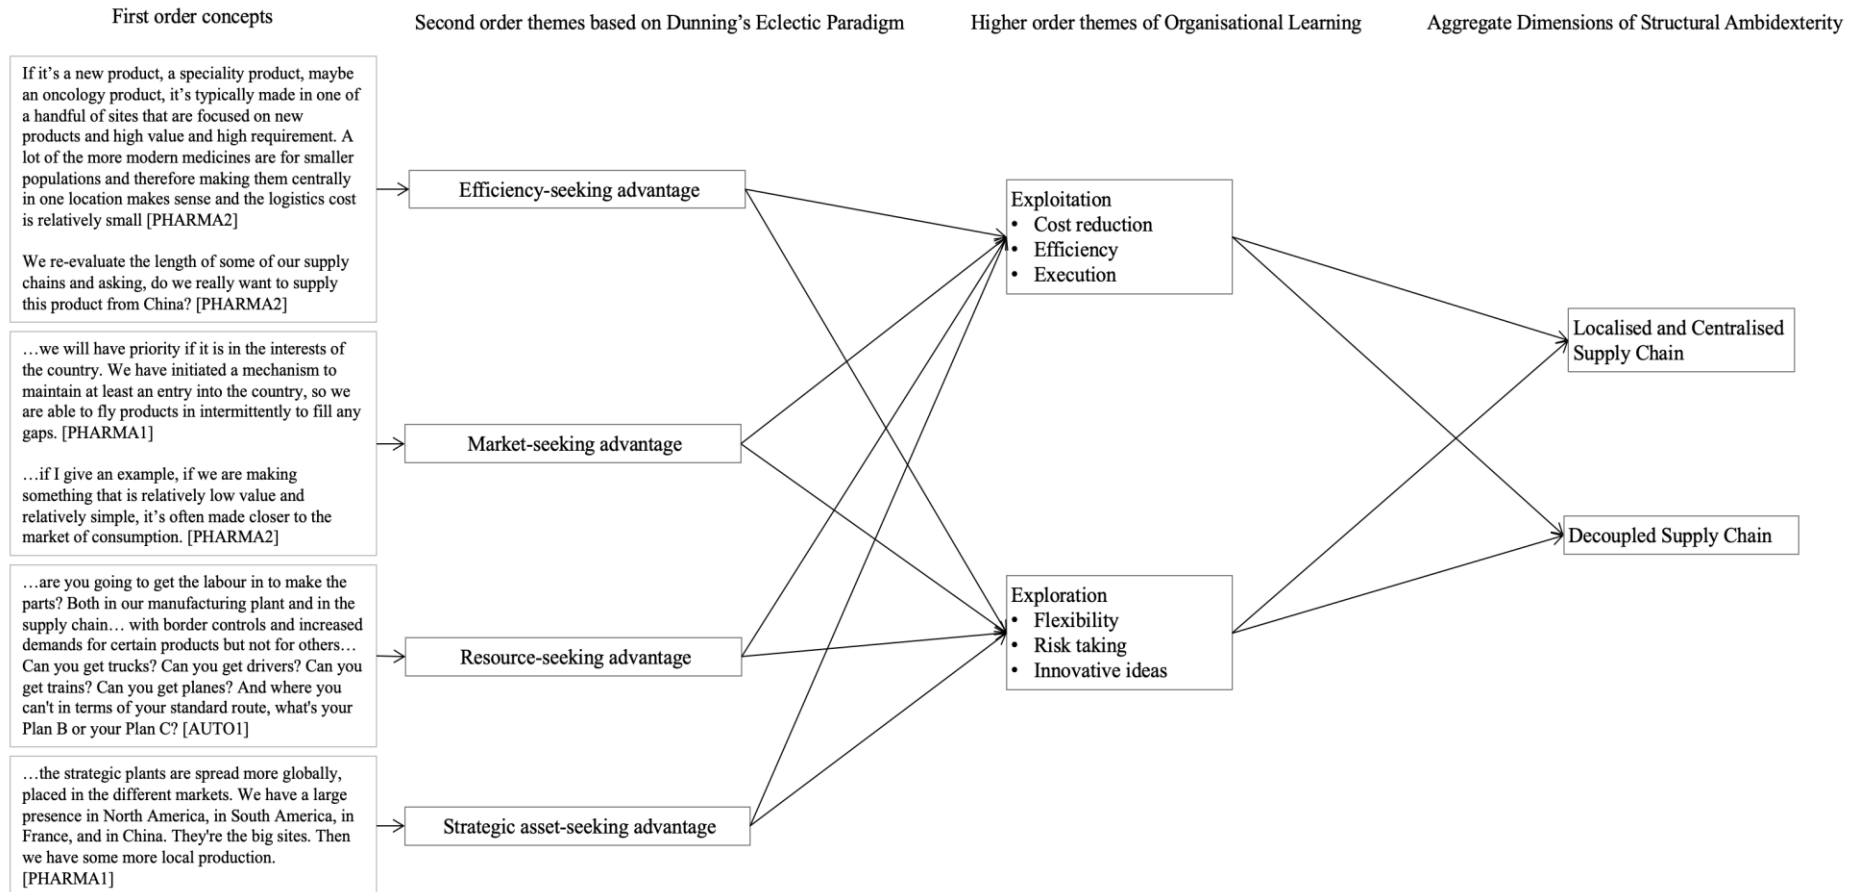 First order concepts
Second order themes based on Dunning’s Eclectic Paradigm
Higher order themes of Organisational Learning
Aggregate Dimensions of Structural Ambidexterity
If it’s a new product, a speciality product, maybe
an oncology product, it’s typically made in one of
a handful of sites that are focused on new
products and high value and high requirement. A
lot of the more modern medicines are for smaller
populations and therefore making them centrally
in one location makes sense and the logistics cost
is relatively small [PHARMA2]
We re-evaluate the length of some of our supply
chains and asking, do we really want to supply
this product from China? [PHARMA2]
…we will have priority if it is in the interests of
the country. We have initiated a mechanism to
maintain at least an entry into the country, so we
are able to fly products in intermittently to fill any
gaps. [PHARMA1]
…if I give an example, if we are making
something that is relatively low value and
relatively simple, it’s often made closer to the
market of consumption. [PHARMA2]
…are you going to get the labour in to make the
parts? Both in our manufacturing plant and in the
supply chain… with border controls and increased
demands for certain products but not for others…
Can you get trucks? Can you get drivers? Can you
get trains? Can you get planes? And where you
can't in terms of your standard route, what's your
Plan B or your Plan C? [AUTO1]
…the strategic plants are spread more globally,
placed in the different markets. We have a large
presence in North America, in South America, in
France, and in China. They're the big sites. Then
we have some more local production.
[PHARMA1]
Efficiency-seeking advantage
Market-seeking advantage
Resource-seeking advantage
Strategic asset-seeking advantage
Exploitation
• Cost reduction
• Efficiency
• Execution
Exploration
• Flexibility
• Risk taking
• Innovative ideas
Localised and Centralised
Supply Chain
Decoupled Supply Chain